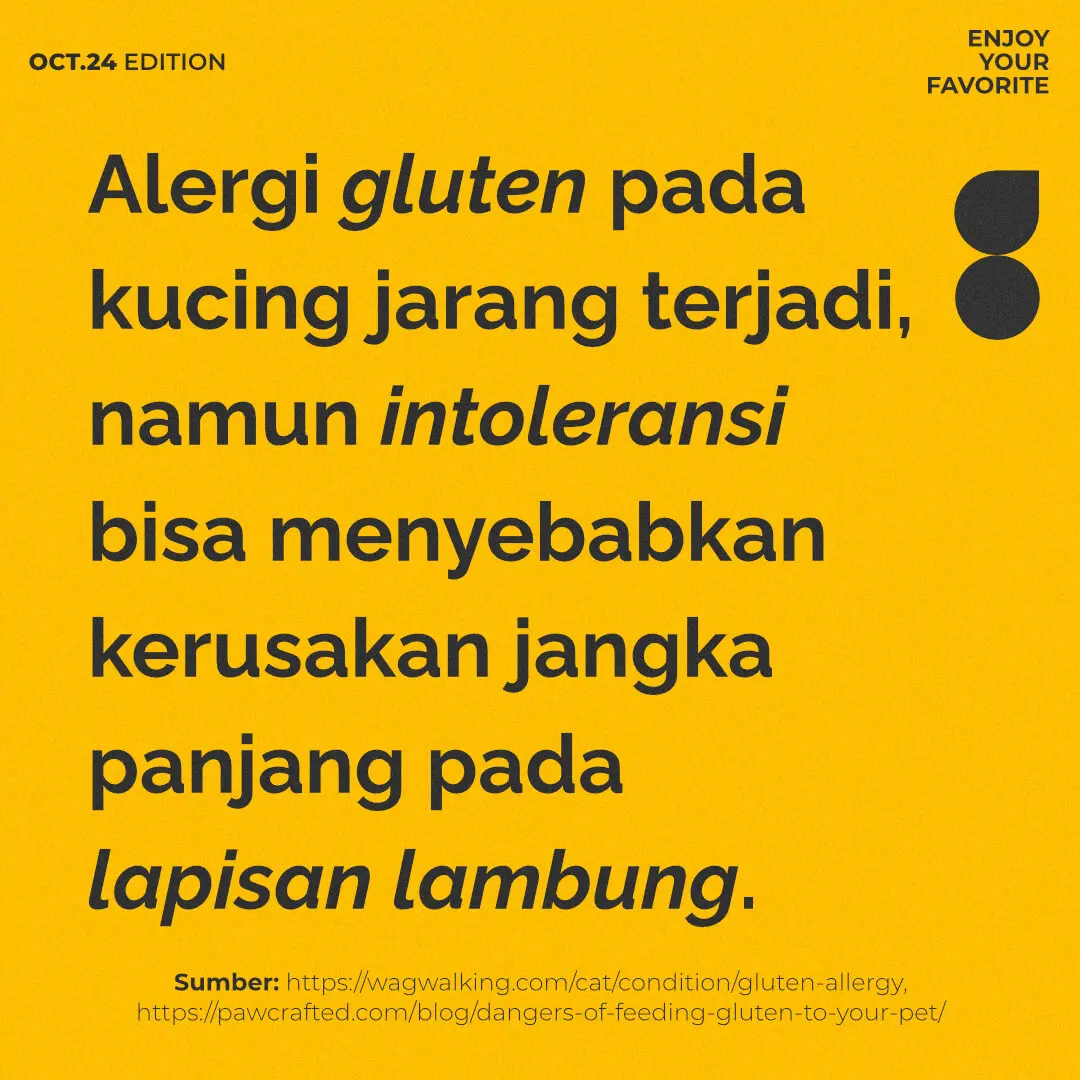 OCT.24 EDITION
ENJOY
YOUR
FAVORITE
Alergi gluten pada
kucing jarang terjadi,
namun intoleransi
bisa menyebabkan
kerusakan jangka
panjang pada
lapisan lambung.
Sumber: https://wagwalking.com/cat/condition/gluten-allergy,
https://pawcrafted.com/blog/dangers-of-feeding-gluten-to-your-pet/